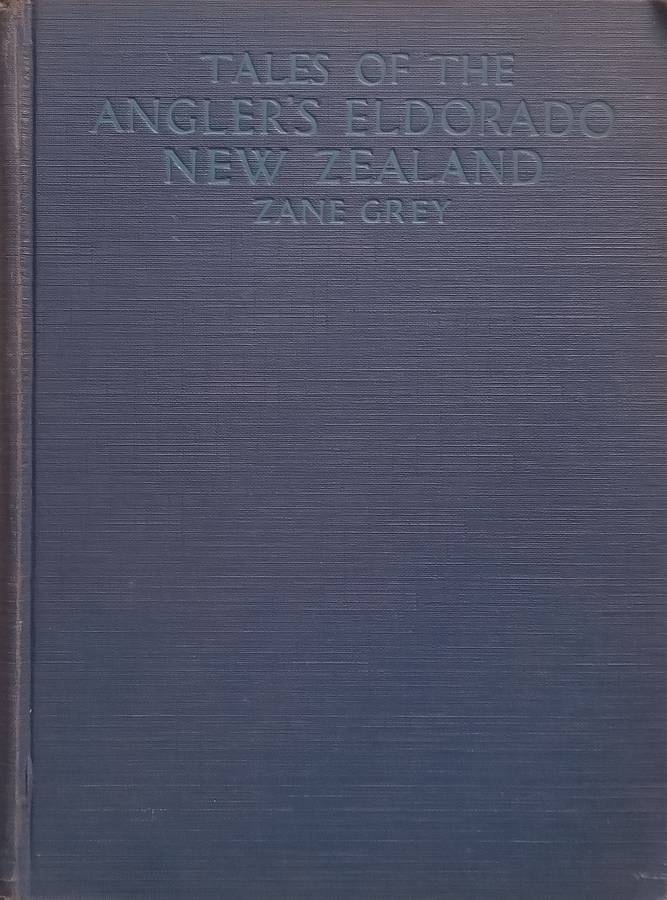 TALES OF THE
ANGLER'S ELDORADO
NEW ZEALAND
ZANE GREY